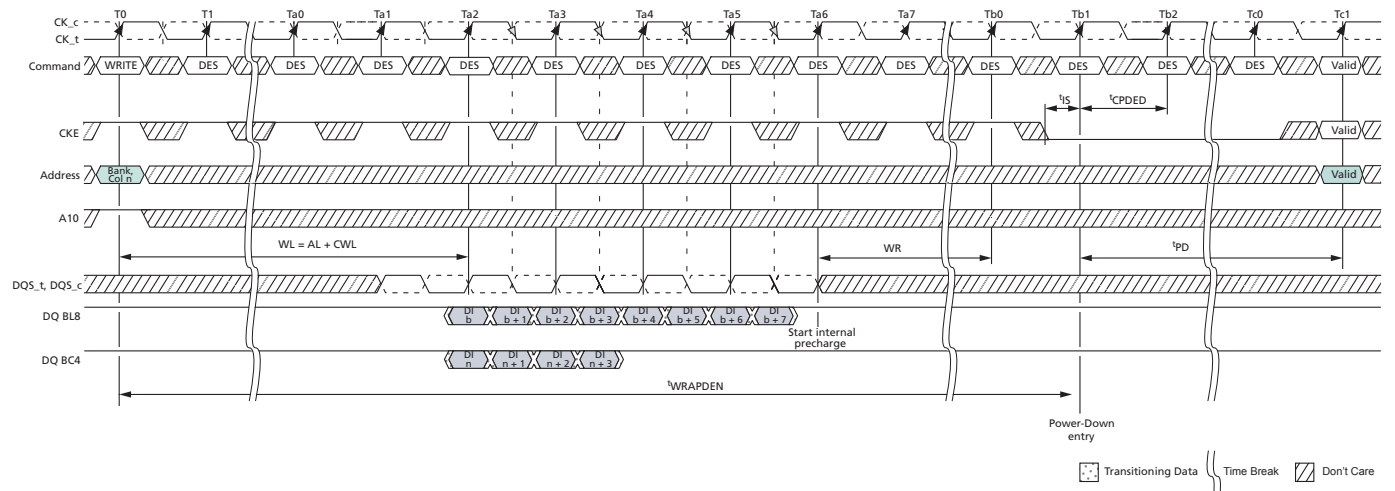 T0 T1 Ta0 Ta1 Ta2 Ta3 Ta4 Ta5 Ta6 Ta7 Tb0 Tb1 Tb2 Tc0 Tc1
CK_c
CK_t
Command WRITE DES DES DES DES DES DES DES DES DES DES DES DES DES Valid
tIS tCPDED
CKE Valid
Address Bank, Col n Valid
A10
WL = AL + CWL WR tPD
DQS_t, DQS_c
DQ BL8 DI b DI b + 1 DI b + 2 DI b + 3 DI b + 4 DI b + 5 DI b + 6 DI b + 7
Start internal
precharge
DQ BC4 DI n DI n + 1 DI n + 2 DI n + 3
tWRAPDEN
Power-Down
entry
Transitioning Data Time Break Don't Care